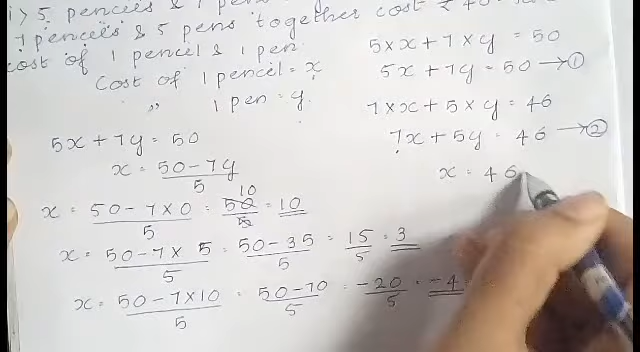 i) 5 pencils & 7 pens
7 pencils & 5 pens together cost ₹ 46.
cost of 1 pencil & 1 pen.
Cost of 1 pencil = x
,, 1 pen = y.
5 × x + 7 × y = 50
5x + 7y = 50 → ①
7 × x + 5 × y = 46
7x + 5y = 46 → ②
x = 46
5x + 7y = 50
x = 50 - 7y / 5
x = 50 - 7 × 0 / 5 = 50 / 5 = 10 10
x = 50 - 7 × 5 / 5 = 50 - 35 / 5 = 15 / 5 = 3
x = 50 - 7 × 10 / 5 = 50 - 70 / 5 = -20 / 5 = -4